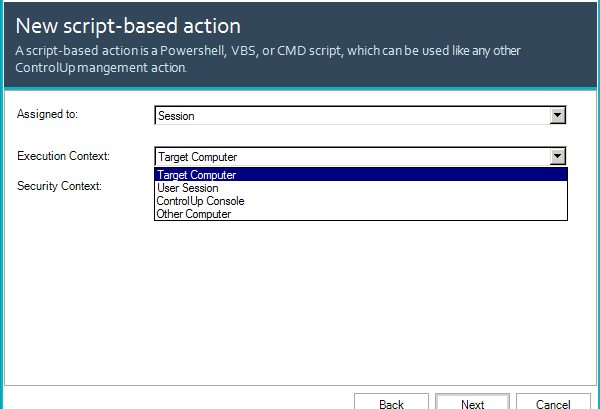 New script-based action
A script-based action is a Powershell, VBS, or CMD script, which can be used like any other
ControlUp mangement action.
Assigned to:
Session
Execution Context:
Target Computer
Target Computer
User Session
Security Context:
ControlUp Console
Other Computer
Back
Next
Cancel